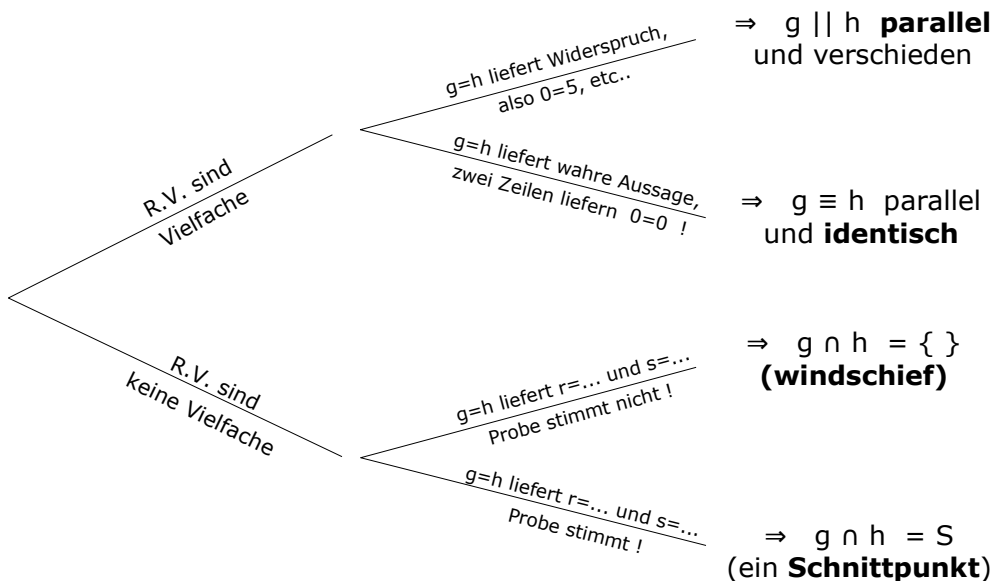 R.V. sind
Vielfache
g=h liefert Widerspruch,
also 0=5, etc..
⇒ g || h parallel
und verschieden
g=h liefert wahre Aussage,
zwei Zeilen liefern 0=0 !
⇒ g ≡ h parallel
und identisch
R.V. sind
keine Vielfache
g=h liefert r=... und s=...
Probe stimmt nicht !
⇒ g ∩ h = { }
(windschief)
g=h liefert r=... und s=...
Probe stimmt !
⇒ g ∩ h = S
(ein Schnittpunkt)